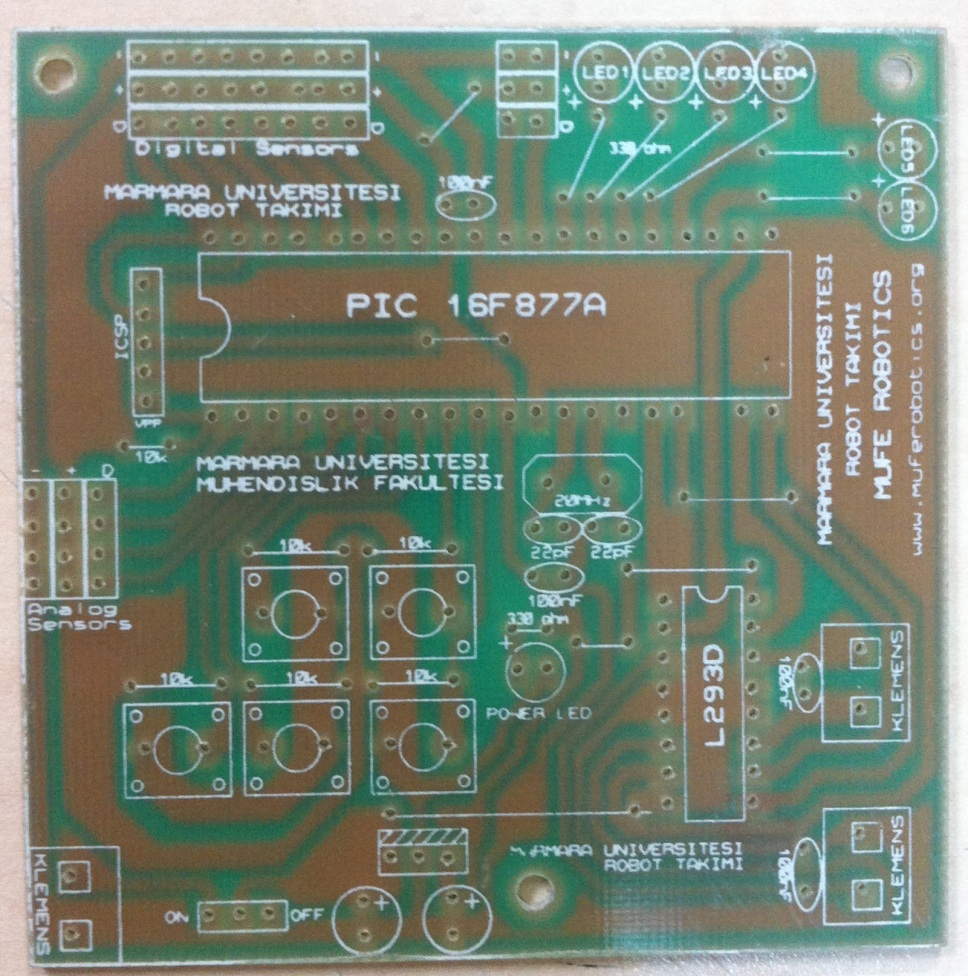 - -
+ +
D D
Digital Sensors
D
LED1 LED2 LED3 LED4
+ + + +
330 ohm
+
LED5
+
LED6
MARMARA UNIVERSITESI
ROBOT TAKIMI
100nF
PIC 16F877A
ICSP
VPP
10k
MARMARA UNIVERSITESI
ROBOT TAKIMI
MUFE ROBOTICS
www.muferobotics.org
MARMARA UNIVERSITESI
MUHENDISLIK FAKULTESI
- + D
Analog
Sensors
20MHz
22pF 22pF
100nF
330 ohm
+
POWER LED
10k 10k
10k 10k 10k
L293D
100nF
KLEMENS
100nF
KLEMENS
MARMARA UNIVERSITESI
ROBOT TAKIMI
KLEMENS
ON OFF
+ +